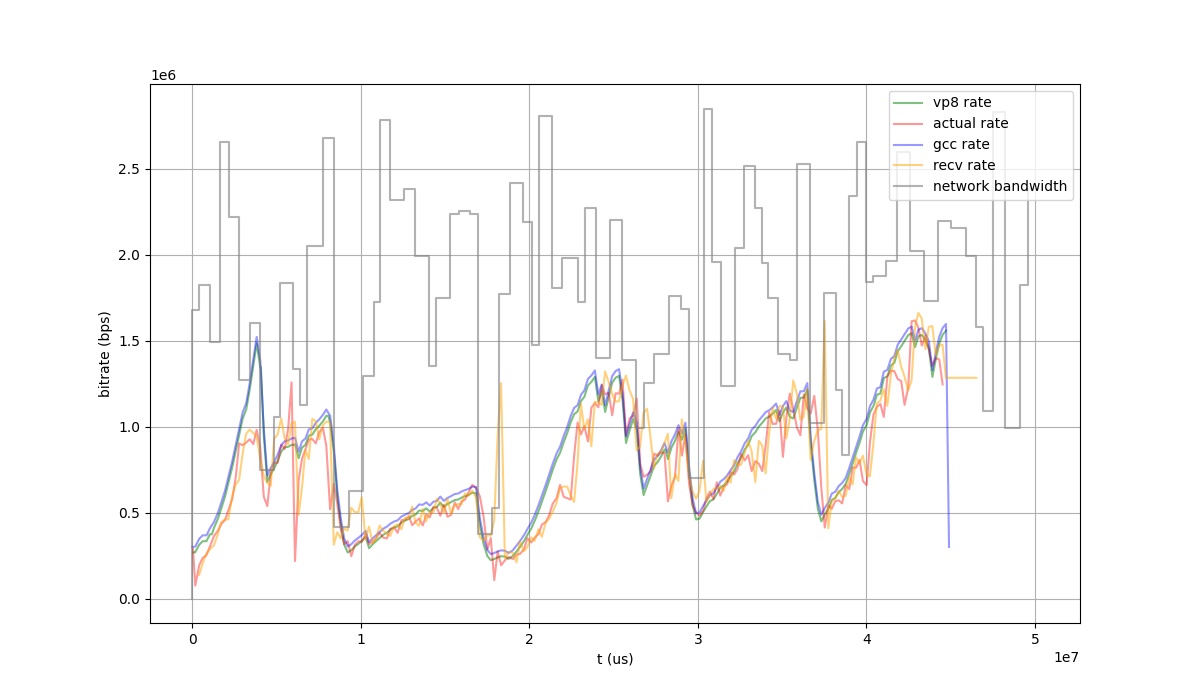 1e6
vp8 rate
actual rate
gcc rate
recv rate
network bandwidth
2.5
2.0
1.5
1.0
0.5
0.0
bitrate (bps)
0 1 2 3 4 5
t (us)
1e7